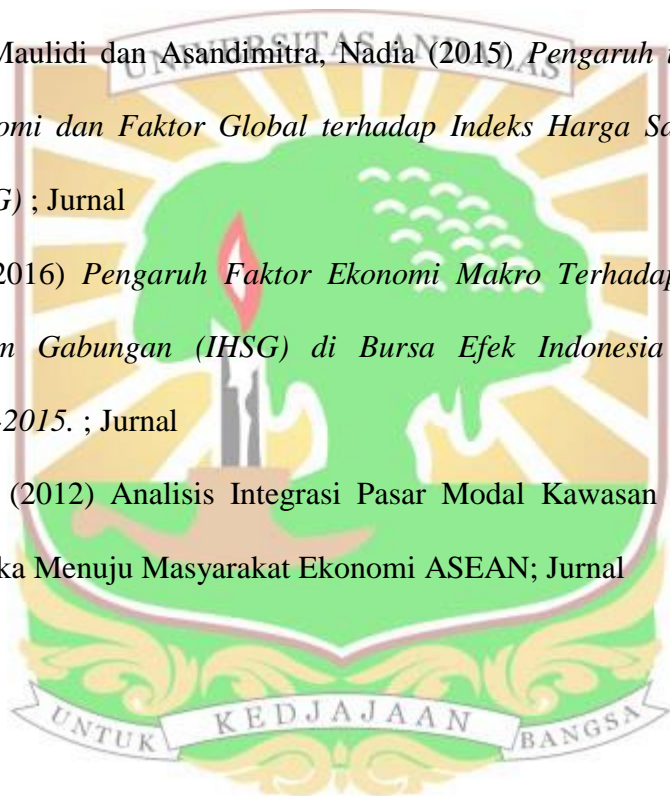 Maulidi dan Asandimitra, Nadia (2015) Pengaruh
UNIVERSITAS ANDALAS
omi dan Faktor Global terhadap Indeks Harga Sa
G) ; Jurnal
2016) Pengaruh Faktor Ekonomi Makro Terhadap
m Gabungan (IHSG) di Bursa Efek Indonesia
-2015. ; Jurnal
(2012) Analisis Integrasi Pasar Modal Kawasan
ka Menuju Masyarakat Ekonomi ASEAN; Jurnal
UNTUK KEDJAJAAN BANGSA